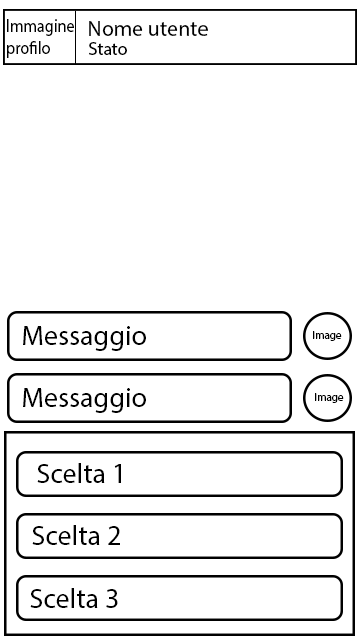 Immagine
profilo
Nome utente
Stato
Messaggio
Image
Messaggio
Image
Scelta 1
Scelta 2
Scelta 3